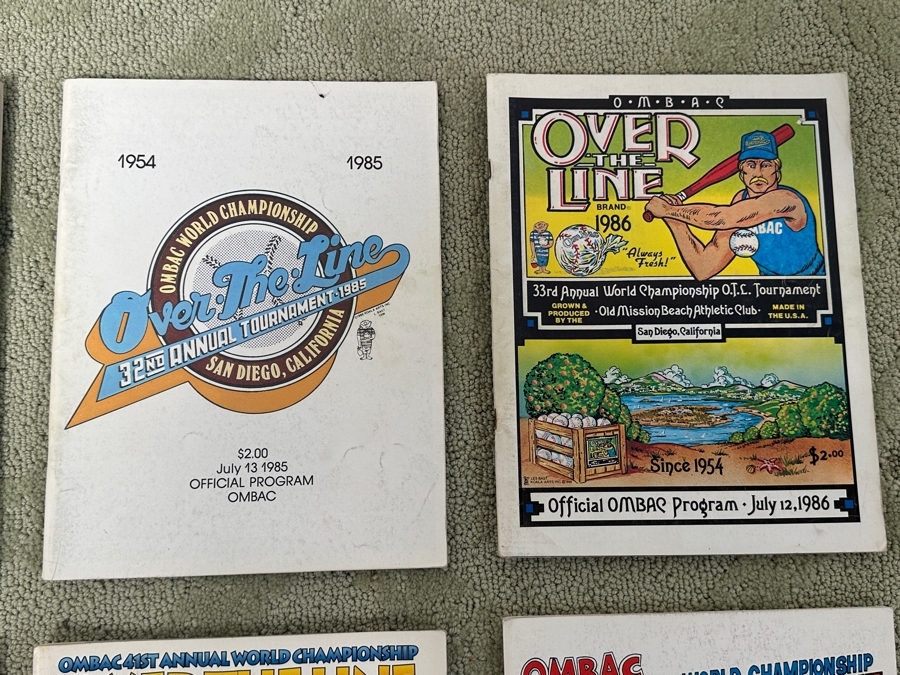 1954 1985
OMBAC WORLD CHAMPIONSHIP
Over·The·Line
32ND ANNUAL TOURNAMENT·1985
SAN DIEGO, CALIFORNIA
$2.00
July 13 1985
OFFICIAL PROGRAM
OMBAC
O·M·B·A·C
OVER
·THE·
LINE
BRAND
1986
"Always
Fresh!"
OMBAC
33rd Annual World Championship O.T.L. Tournament
GROWN &
PRODUCED
BY THE
·Old Mission Beach Athletic Club·
MADE IN
THE U.S.A.
San Diego, California
Since 1954
$2.00
Official OMBAC Program · July 12, 1986
OMBAC 41ST ANNUAL WORLD CHAMPIONSHIP
OVER THE LINE
OMBAC
WORLD CHAMPIONSHIP